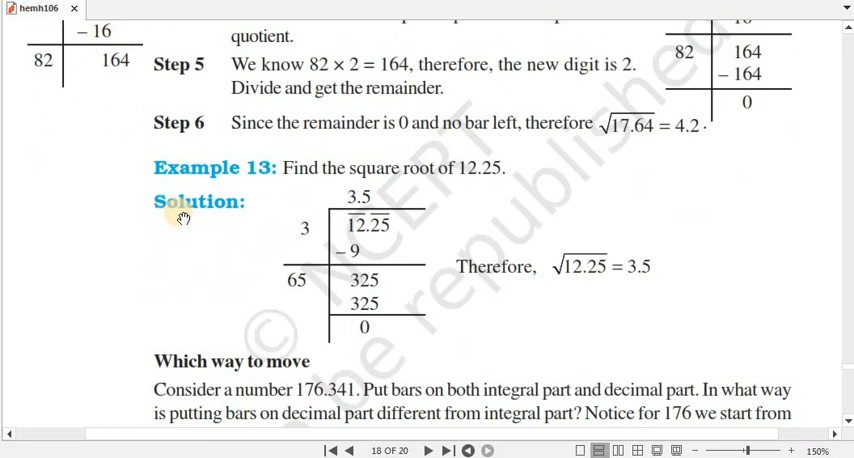 hemh106 ×
– 16
82 164
quotient.
Step 5 We know 82 × 2 = 164, therefore, the new digit is 2.
Divide and get the remainder.
82 164
– 164
0
Step 6 Since the remainder is 0 and no bar left, therefore √17.64 = 4.2.
Example 13: Find the square root of 12.25.
Solution:
3.5
3 12.25
– 9
65 325
325
0
Therefore, √12.25 = 3.5
Which way to move
Consider a number 176.341. Put bars on both integral part and decimal part. In what way
is putting bars on decimal part different from integral part? Notice for 176 we start from
© NCERT
be republished
18 OF 20
– + 150%